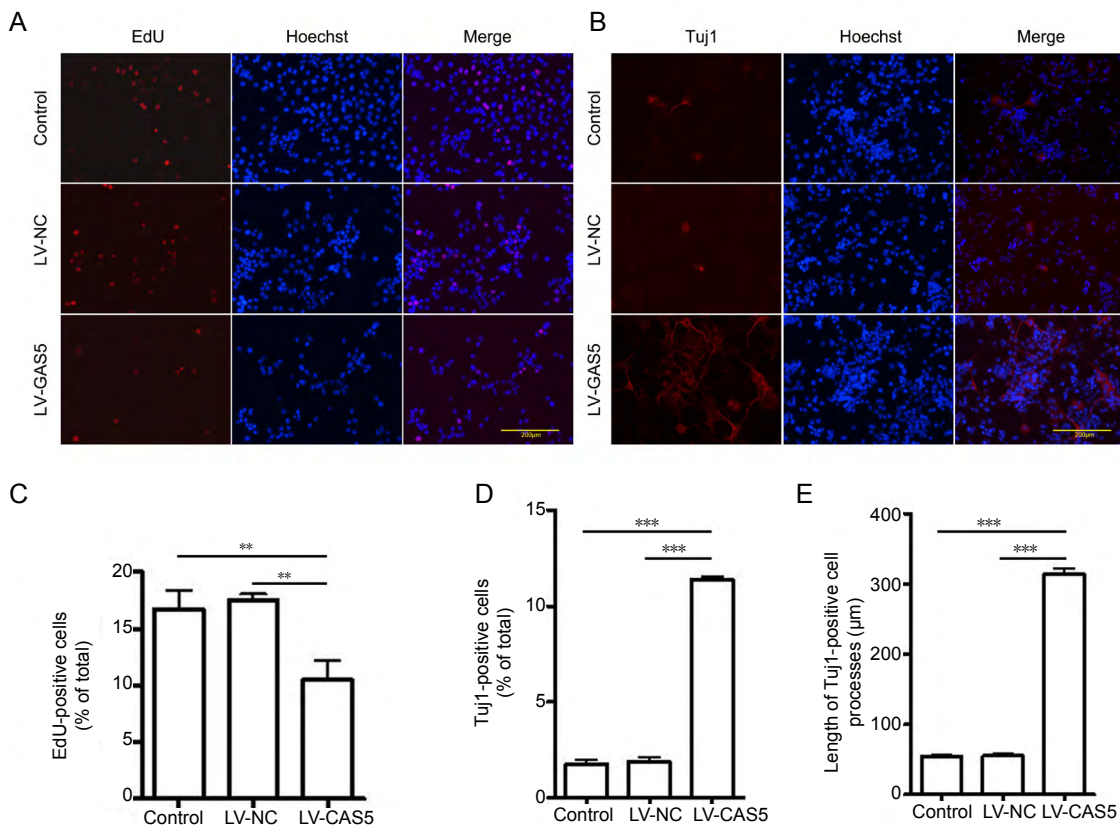 A
EdU
Hoechst
Merge
Control
LV-NC
LV-GAS5
200µm
B
Tuj1
Hoechst
Merge
Control
LV-NC
LV-GAS5
200µm
C
EdU-positive cells
(% of total)
20
15
10
5
0
**
**
Control
LV-NC
LV-CAS5
D
Tuj1-positive cells
(% of total)
15
10
5
0
***
***
Control
LV-NC
LV-CAS5
E
Length of Tuj1-positive cell
processes (µm)
400
300
200
100
0
***
***
Control
LV-NC
LV-CAS5